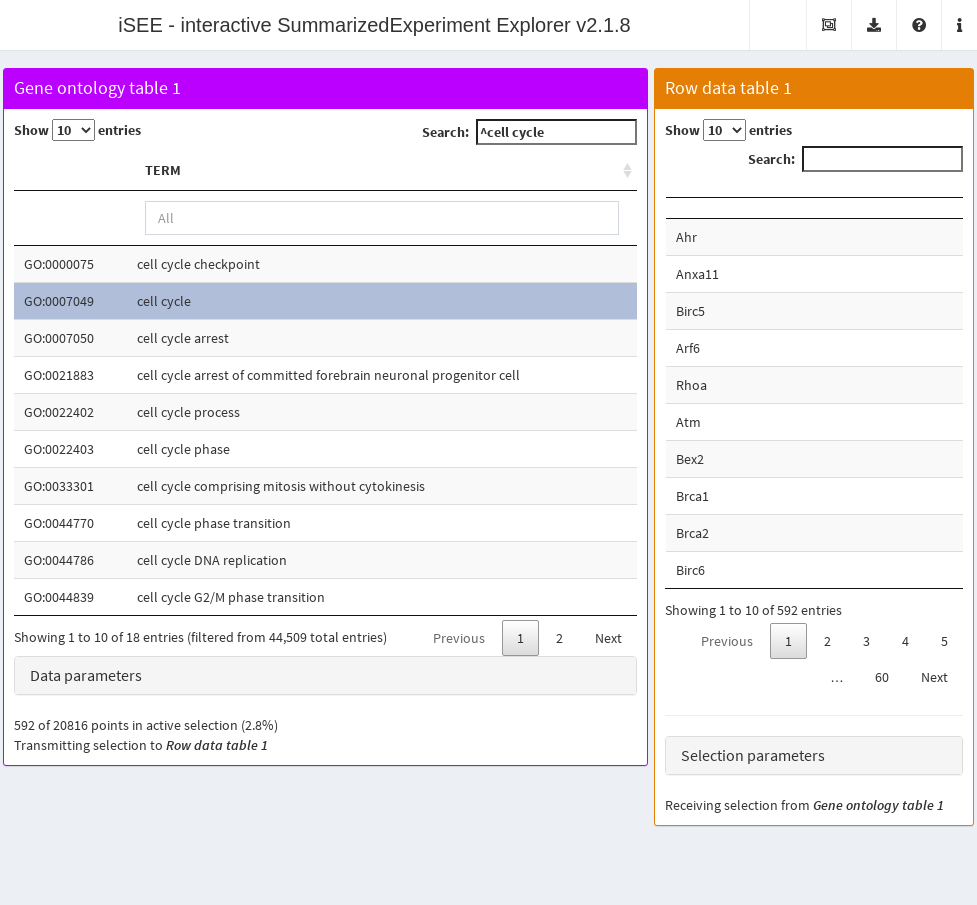 iSEE - interactive SummarizedExperiment Explorer v2.1.8
Gene ontology table 1
Show 10 entries
Search: ^cell cycle
TERM
All
GO:0000075 cell cycle checkpoint
GO:0007049 cell cycle
GO:0007050 cell cycle arrest
GO:0021883 cell cycle arrest of committed forebrain neuronal progenitor cell
GO:0022402 cell cycle process
GO:0022403 cell cycle phase
GO:0033301 cell cycle comprising mitosis without cytokinesis
GO:0044770 cell cycle phase transition
GO:0044786 cell cycle DNA replication
GO:0044839 cell cycle G2/M phase transition
Showing 1 to 10 of 18 entries (filtered from 44,509 total entries)
Previous 1 2 Next
Data parameters
592 of 20816 points in active selection (2.8%)
Transmitting selection to Row data table 1
Row data table 1
Show 10 entries
Search:
Ahr
Anxa11
Birc5
Arf6
Rhoa
Atm
Bex2
Brca1
Brca2
Birc6
Showing 1 to 10 of 592 entries
Previous 1 2 3 4 5
… 60 Next
Selection parameters
Receiving selection from Gene ontology table 1